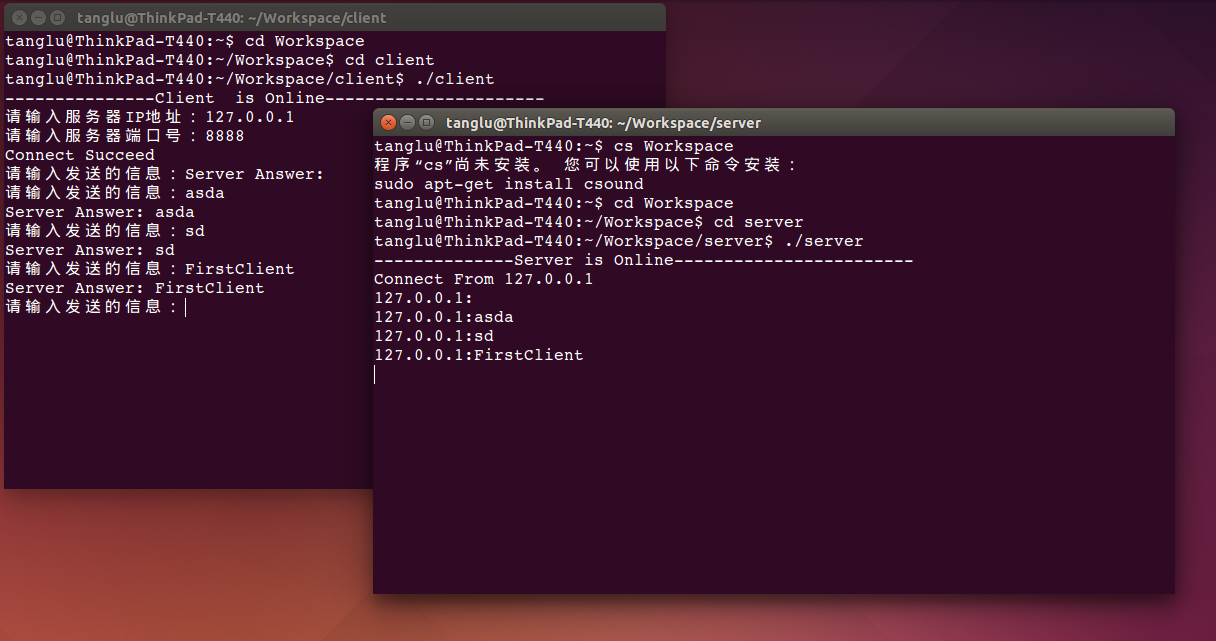 tanglu@ThinkPad-T440: ~/Workspace/client
tanglu@ThinkPad-T440:~$ cd Workspace
tanglu@ThinkPad-T440:~/Workspace$ cd client
tanglu@ThinkPad-T440:~/Workspace/client$ ./client
---------------Client  is Online----------------------
请输入服务器IP地址：127.0.0.1
请输入服务器端口号：8888
Connect Succeed
请输入发送的信息：Server Answer:
请输入发送的信息：asda
Server Answer: asda
请输入发送的信息：sd
Server Answer: sd
请输入发送的信息：FirstClient
Server Answer: FirstClient
请输入发送的信息：
tanglu@ThinkPad-T440: ~/Workspace/server
tanglu@ThinkPad-T440:~$ cs Workspace
程序“cs”尚未安装。 您可以使用以下命令安装：
sudo apt-get install csound
tanglu@ThinkPad-T440:~$ cd Workspace
tanglu@ThinkPad-T440:~/Workspace$ cd server
tanglu@ThinkPad-T440:~/Workspace/server$ ./server
--------------Server is Online------------------------
Connect From 127.0.0.1
127.0.0.1:
127.0.0.1:asda
127.0.0.1:sd
127.0.0.1:FirstClient